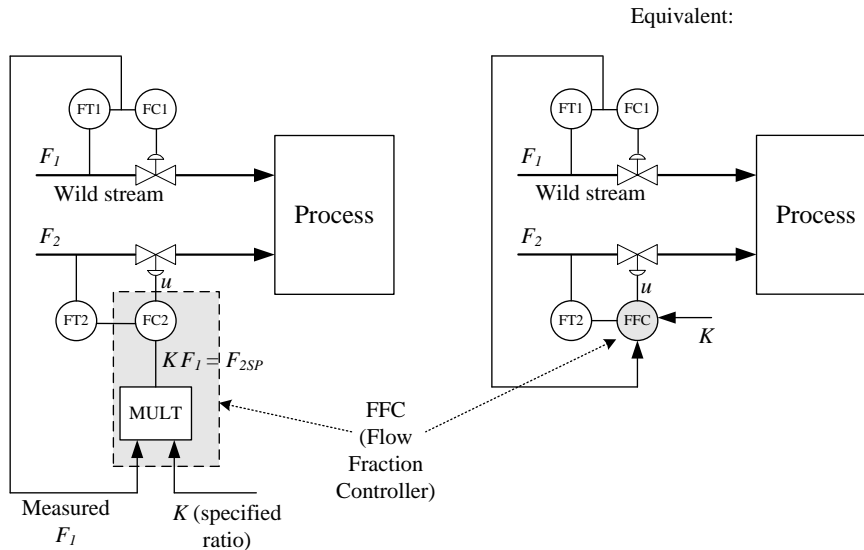 Equivalent:
FT1
FC1
F1
Wild stream
Process
F2
u
FT2
FC2
K F1 = F2SP
MULT
Measured
F1
K (specified
ratio)
FFC
(Flow
Fraction
Controller)
FT1
FC1
F1
Wild stream
Process
F2
u
FT2
FFC
K